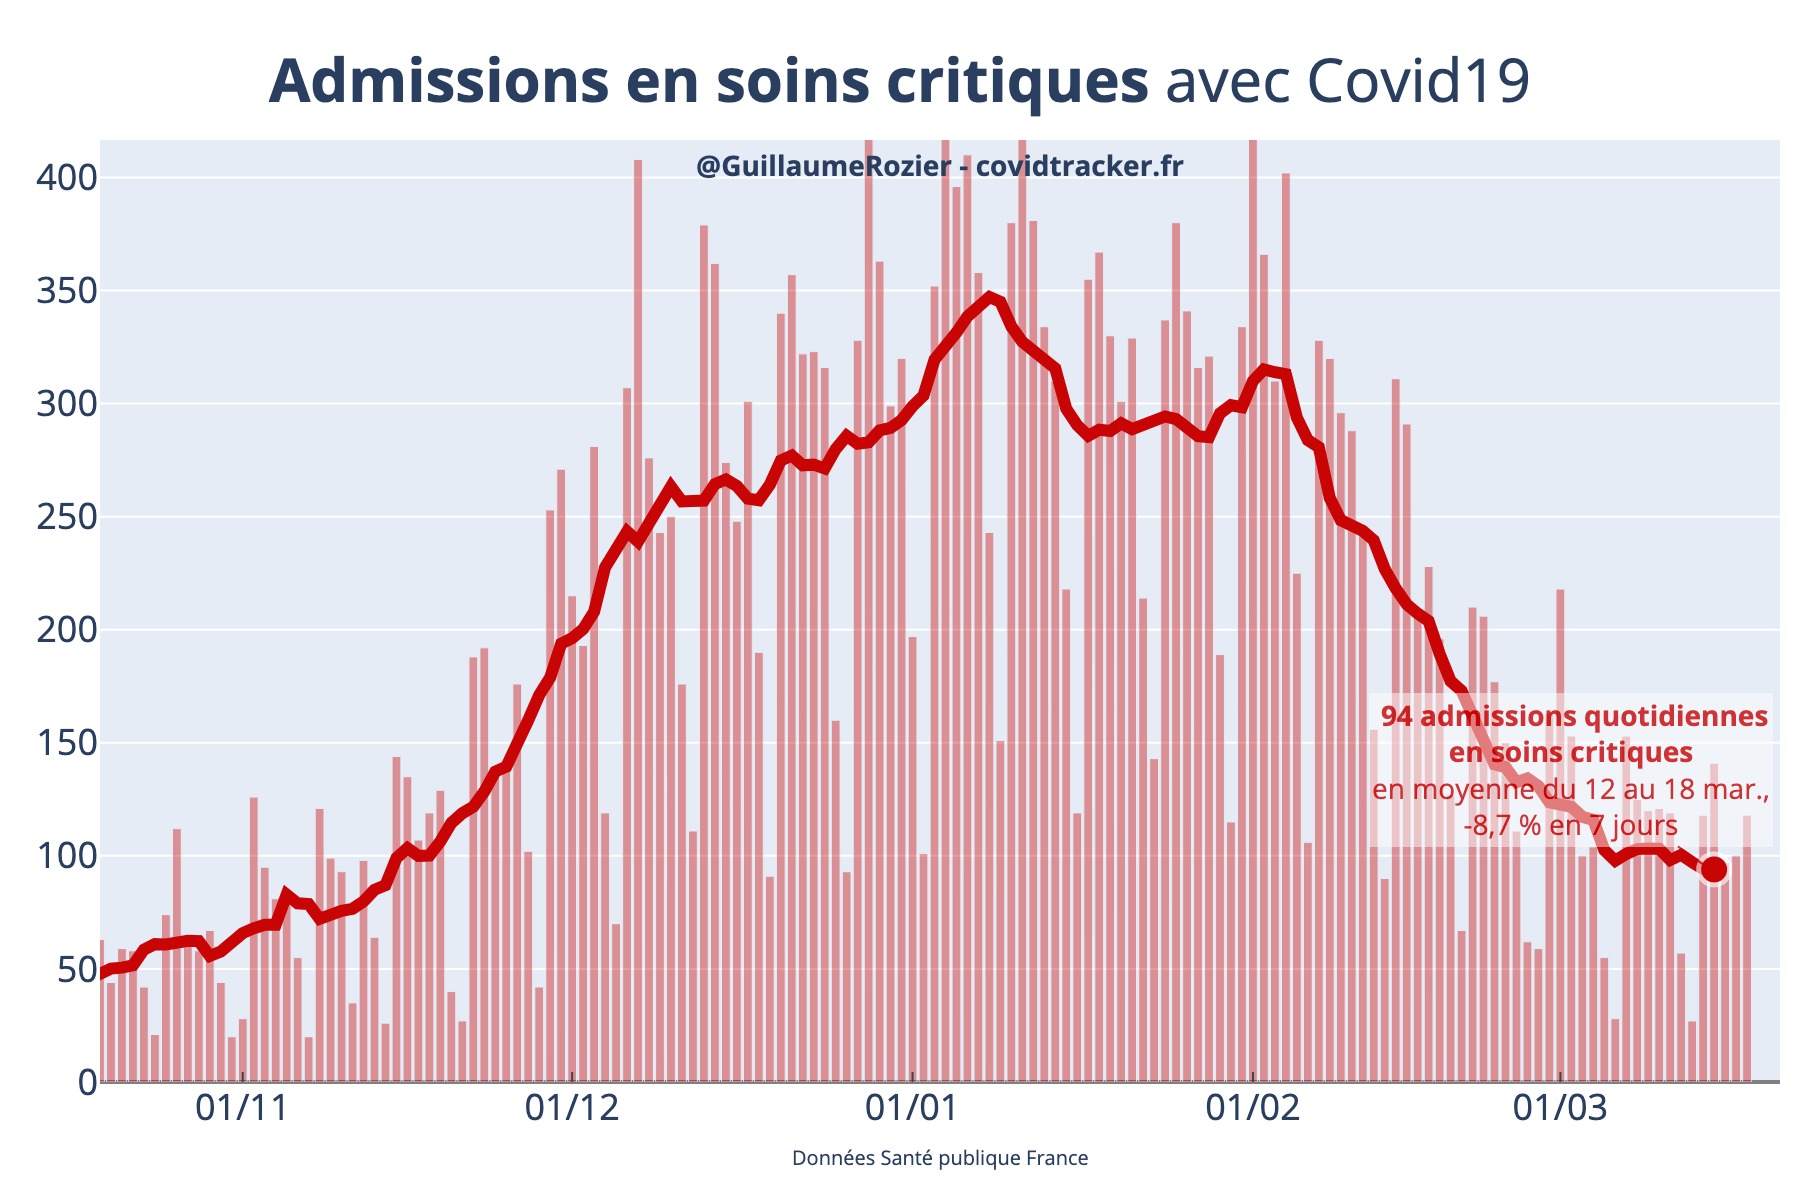 Admissions en soins critiques avec Covid19
@GuillaumeRozier - covidtracker.fr
400
350
300
250
200
150
100
50
0
94 admissions quotidiennes
en soins critiques
en moyenne du 12 au 18 mar.,
-8,7 % en 7 jours
01/11
01/12
01/01
01/02
01/03
Données Santé publique France